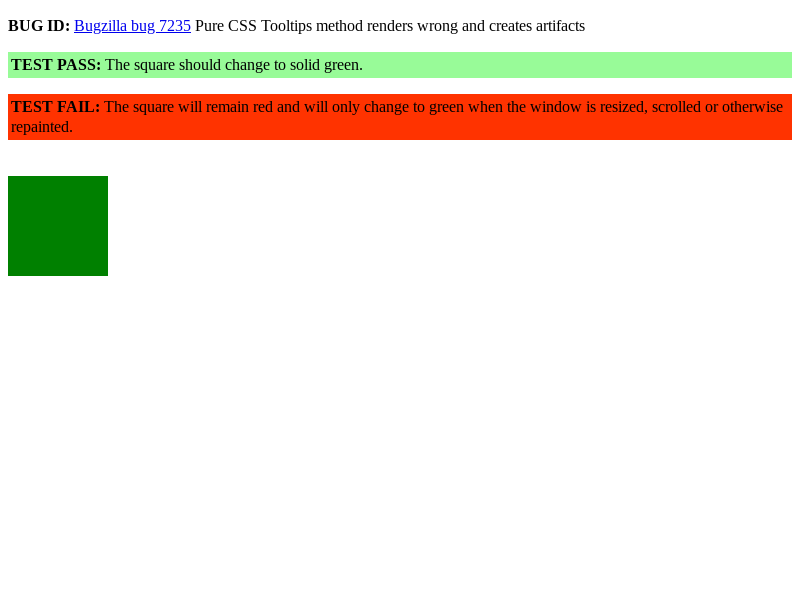 BUG ID: Bugzilla bug 7235 Pure CSS Tooltips method renders wrong and creates artifacts
TEST PASS: The square should change to solid green.
TEST FAIL: The square will remain red and will only change to green when the window is resized, scrolled or otherwise
repainted.